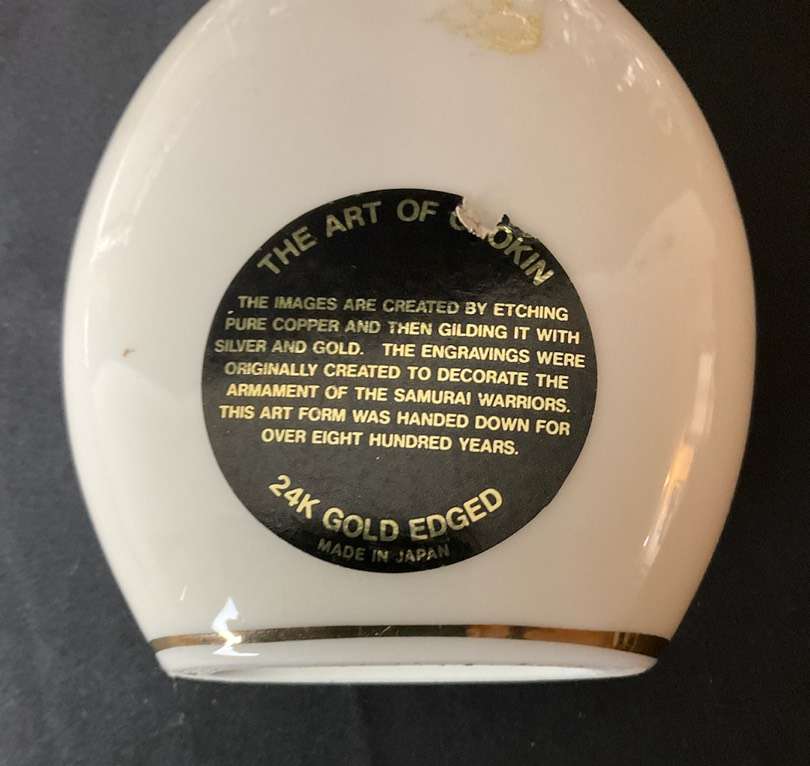 THE ART OF CHOKIN
THE IMAGES ARE CREATED BY ETCHING
PURE COPPER AND THEN GILDING IT WITH
SILVER AND GOLD. THE ENGRAVINGS WERE
ORIGINALLY CREATED TO DECORATE THE
ARMAMENT OF THE SAMURAI WARRIORS.
THIS ART FORM WAS HANDED DOWN FOR
OVER EIGHT HUNDRED YEARS.
24K GOLD EDGED
MADE IN JAPAN